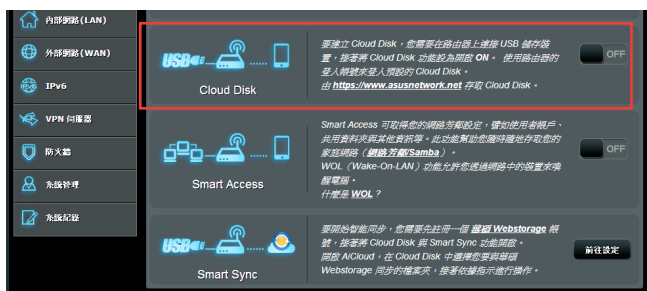 內部網路(LAN)
外部網路(WAN)
IPv6
VPN 伺服器
防火牆
系統管理
系統紀錄
USB
Cloud Disk
要建立 Cloud Disk，您需要在路由器上連接 USB 儲存裝
置，接著將 Cloud Disk 功能設為開啟 ON。 使用路由器的
登入帳號來登入預設的 Cloud Disk。
由 https://www.asusnetwork.net 存取 Cloud Disk。
OFF
Smart Access
Smart Access 可取得您的網路芳鄰設定，譬如使用者帳戶、
共用資料夾與其他資訊等。此功能幫助您隨時隨地存取您的
家庭網路（網路芳鄰/Samba）。
WOL（Wake-On-LAN）功能允許您透過網路中的裝置來喚
醒電腦。
什麼是 WOL？
OFF
USB
Smart Sync
要開始智能同步，您需要先註冊一個 華碩 Webstorage 帳
號，接著將 Cloud Disk 與 Smart Sync 功能開啟。
開啟 AiCloud，在 Cloud Disk 中選擇您要與華碩
Webstorage 同步的檔案夾，接著依據指示進行操作。
前往設定